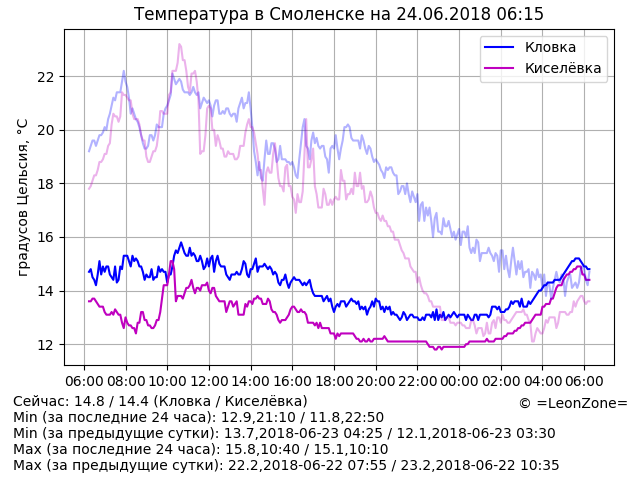 Температура в Смоленске на 24.06.2018 06:15
Кловка
Киселёвка
градусов Цельсия, °C
22
20
18
16
14
12
06:00 08:00 10:00 12:00 14:00 16:00 18:00 20:00 22:00 00:00 02:00 04:00 06:00
Сейчас: 14.8 / 14.4 (Кловка / Киселёвка)
© =LeonZone=
Min (за последние 24 часа): 12.9,21:10 / 11.8,22:50
Min (за предыдущие сутки): 13.7,2018-06-23 04:25 / 12.1,2018-06-23 03:30
Max (за последние 24 часа): 15.8,10:40 / 15.1,10:10
Max (за предыдущие сутки): 22.2,2018-06-22 07:55 / 23.2,2018-06-22 10:35